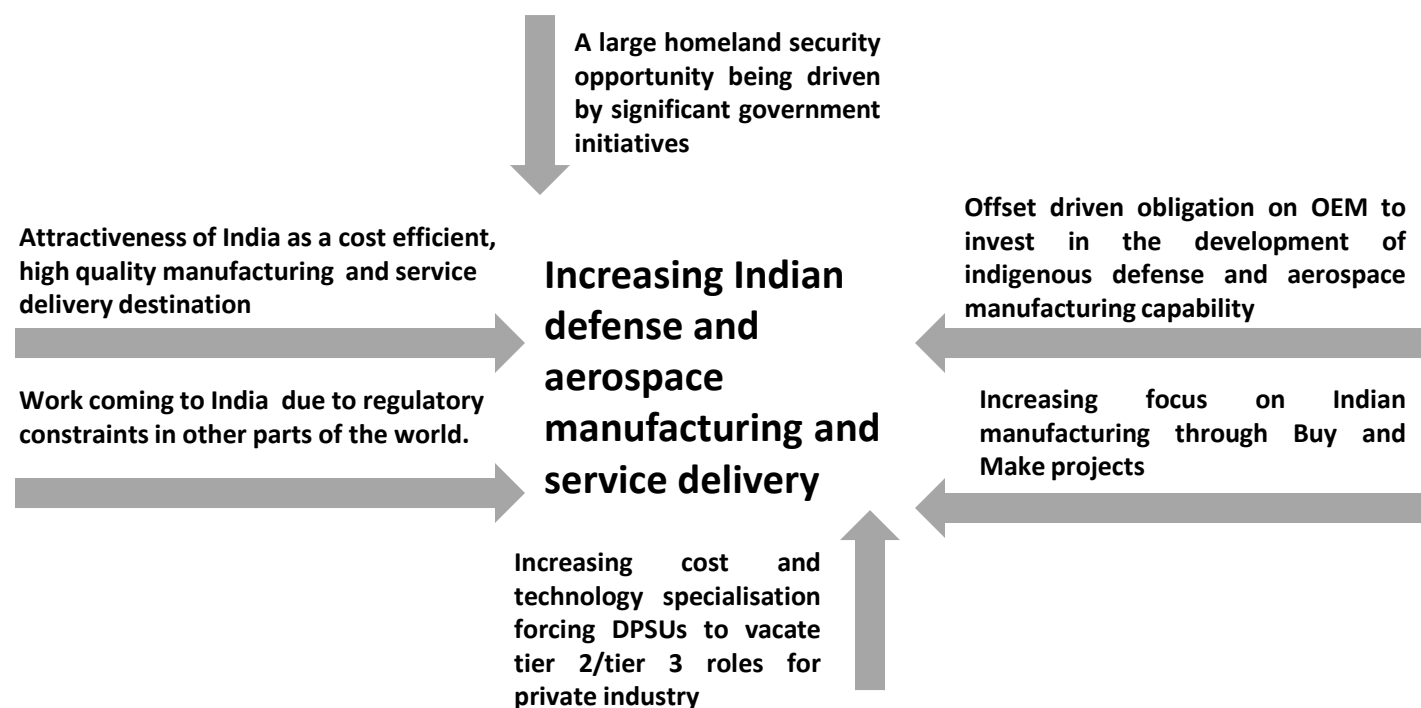 A large homeland security
opportunity being driven
by significant government
initiatives
Attractiveness of India as a cost efficient,
high quality manufacturing and service
delivery destination
Work coming to India due to regulatory
constraints in other parts of the world.
Increasing Indian
defense and
aerospace
manufacturing and
service delivery
Offset driven obligation on OEM to
invest in the development of
indigenous defense and aerospace
manufacturing capability
Increasing focus on Indian
manufacturing through Buy and
Make projects
Increasing cost and
technology specialisation
forcing DPSUs to vacate
tier 2/tier 3 roles for
private industry